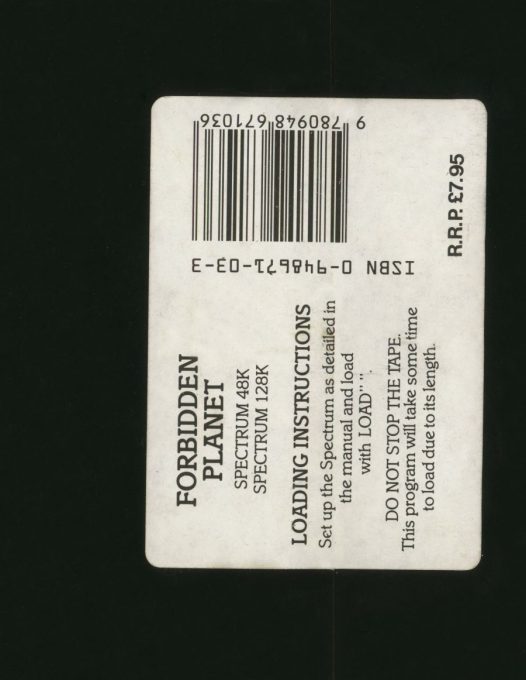 FORBIDDEN
PLANET
SPECTRUM 48K
SPECTRUM 128K
LOADING INSTRUCTIONS
Set up the Spectrum as detailed in
the manual and load
with LOAD" ".
DO NOT STOP THE TAPE.
This program will take some time
to load due to its length.
ISBN 0-948671-03-3
9 780948 671036
R.R.P. £7.95